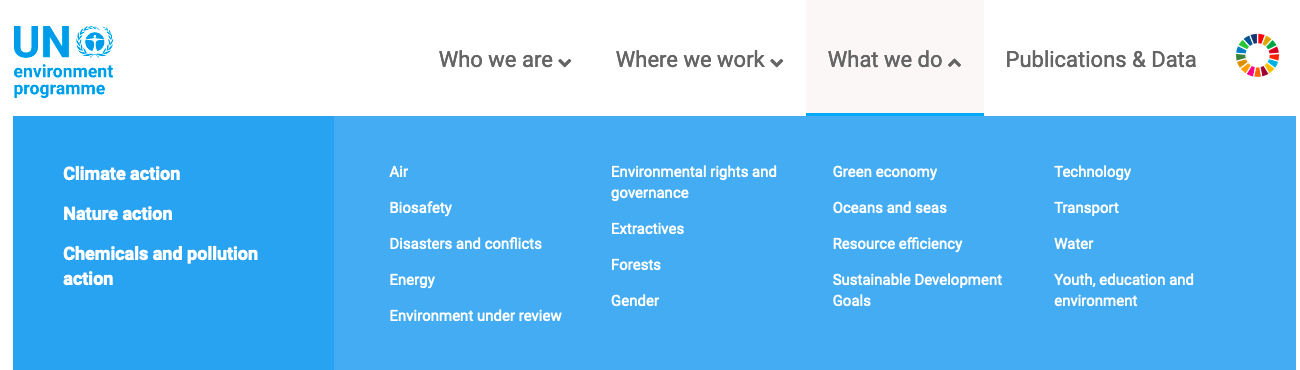 UN
environment
programme
Who we are
Where we work
What we do
Publications & Data
Climate action
Nature action
Chemicals and pollution
action
Air
Biosafety
Disasters and conflicts
Energy
Environment under review
Environmental rights and
governance
Extractives
Forests
Gender
Green economy
Oceans and seas
Resource efficiency
Sustainable Development
Goals
Technology
Transport
Water
Youth, education and
environment